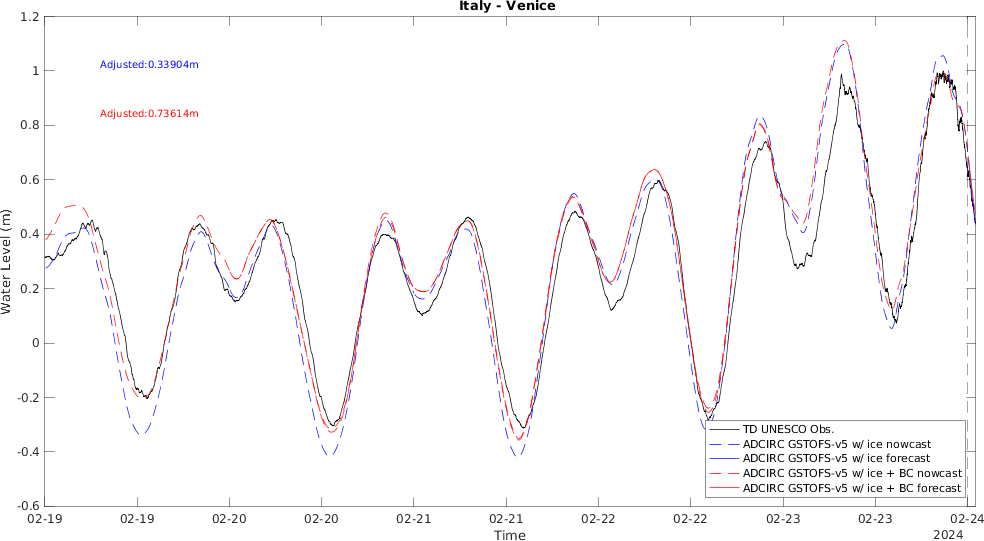 Italy - Venice
1.2
1
0.8
0.6
0.4
0.2
0
-0.2
-0.4
-0.6
Water Level (m)
Adjusted:0.33904m
Adjusted:0.73614m
TD UNESCO Obs.
ADCIRC GSTOFS-v5 w/ ice nowcast
ADCIRC GSTOFS-v5 w/ ice forecast
ADCIRC GSTOFS-v5 w/ ice + BC nowcast
ADCIRC GSTOFS-v5 w/ ice + BC forecast
02-19 02-19 02-20 02-20 02-21 02-21 02-22 02-22 02-23 02-23 02-24
Time
2024